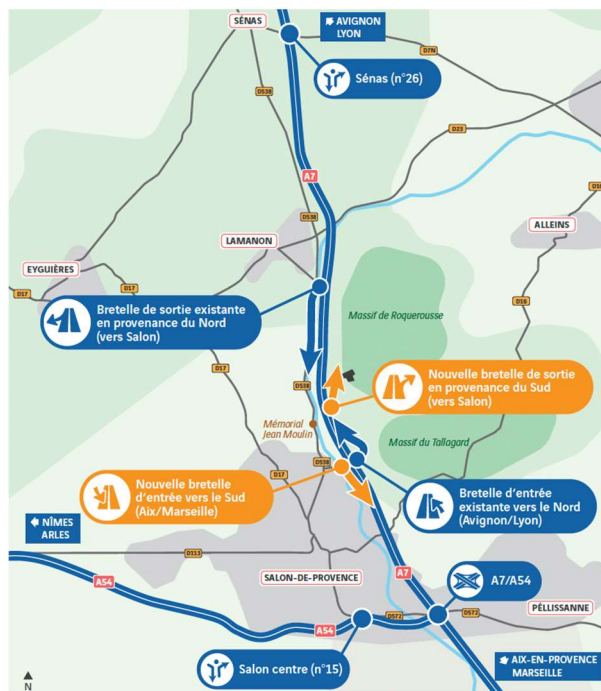 SÉNAS
AVIGNON
LYON
D7N
Sénas (n°26)
D538
D23
A7
D538
LAMANON
ALLEINS
EYGUIÈRES
D17
D17
D17
D16
Bretelle de sortie existante
en provenance du Nord
(vers Salon)
Massif de Roquerousse
D538
Nouvelle bretelle de sortie
en provenance du Sud
(vers Salon)
Mémorial
Jean Moulin
Massif du Tallagard
D538
D17
Nouvelle bretelle
d'entrée vers le Sud
(Aix/Marseille)
Bretelle d'entrée
existante vers le Nord
(Avignon/Lyon)
NÎMES
ARLES
D113
A54
SALON-DE-PROVENCE
A7
A7/A54
PÉLLISSANNE
D572
D572
A54
Salon centre (n°15)
AIX-EN-PROVENCE
MARSEILLE
N